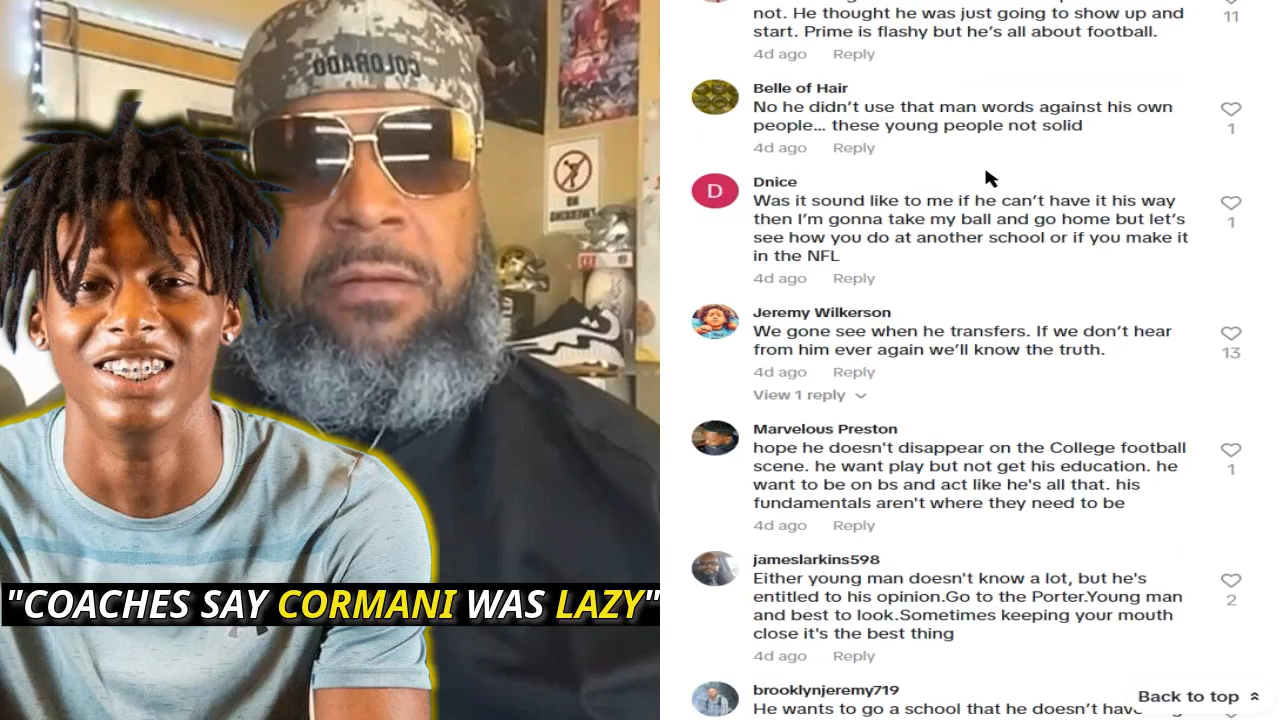 COLORADO
"COACHES SAY CORMANI WAS LAZY"
start. Prime is flashy but he's all about football.
not. He thought he was just going to show up and
11
4d ago Reply
Belle of Hair
No he didn't use that man words against his own
people... these young people not solid
1
4d ago Reply
D
Dnice
Was it sound like to me if he can't have it his way
then I'm gonna take my ball and go home but let's
see how you do at another school or if you make it
in the NFL
1
4d ago Reply
Jeremy Wilkerson
We gone see when he transfers. If we don't hear
from him ever again we'll know the truth.
13
4d ago Reply
View 1 reply
Marvelous Preston
hope he doesn't disappear on the College football
scene. he want play but not get his education. he
want to be on bs and act like he's all that. his
fundamentals aren't where they need to be
1
4d ago Reply
jameslarkins598
Either young man doesn't know a lot, but he's
entitled to his opinion.Go to the Porter.Young man
and best to look.Sometimes keeping your mouth
close it's the best thing
2
4d ago Reply
brooklynjeremy719
He wants to go a school that he doesn't have
Back to top